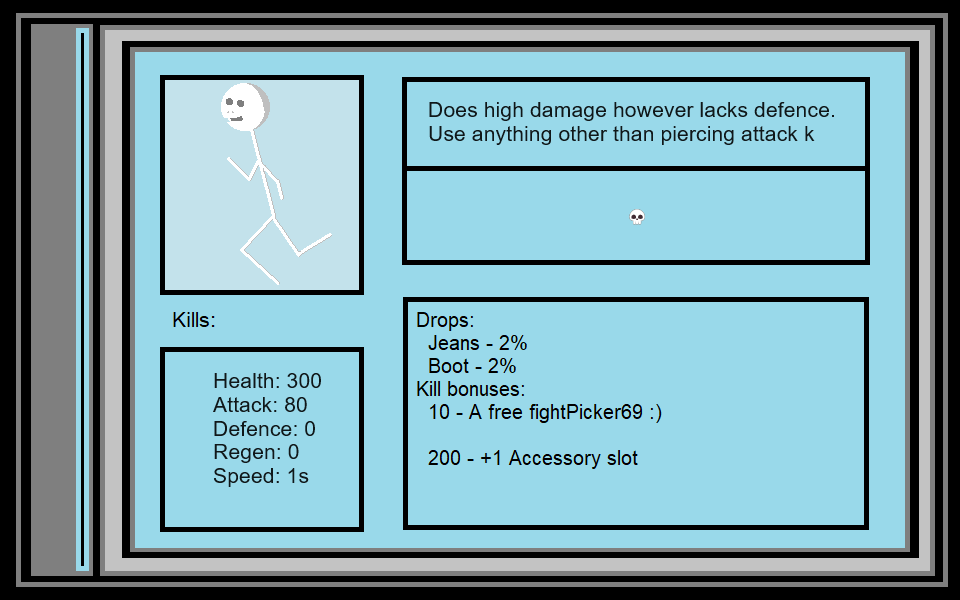 Does high damage however lacks defence.
Use anything other than piercing attack k
Kills:
Health: 300
Attack: 80
Defence: 0
Regen: 0
Speed: 1s
Drops:
Jeans - 2%
Boot - 2%
Kill bonuses:
10 - A free fightPicker69 :)
200 - +1 Accessory slot